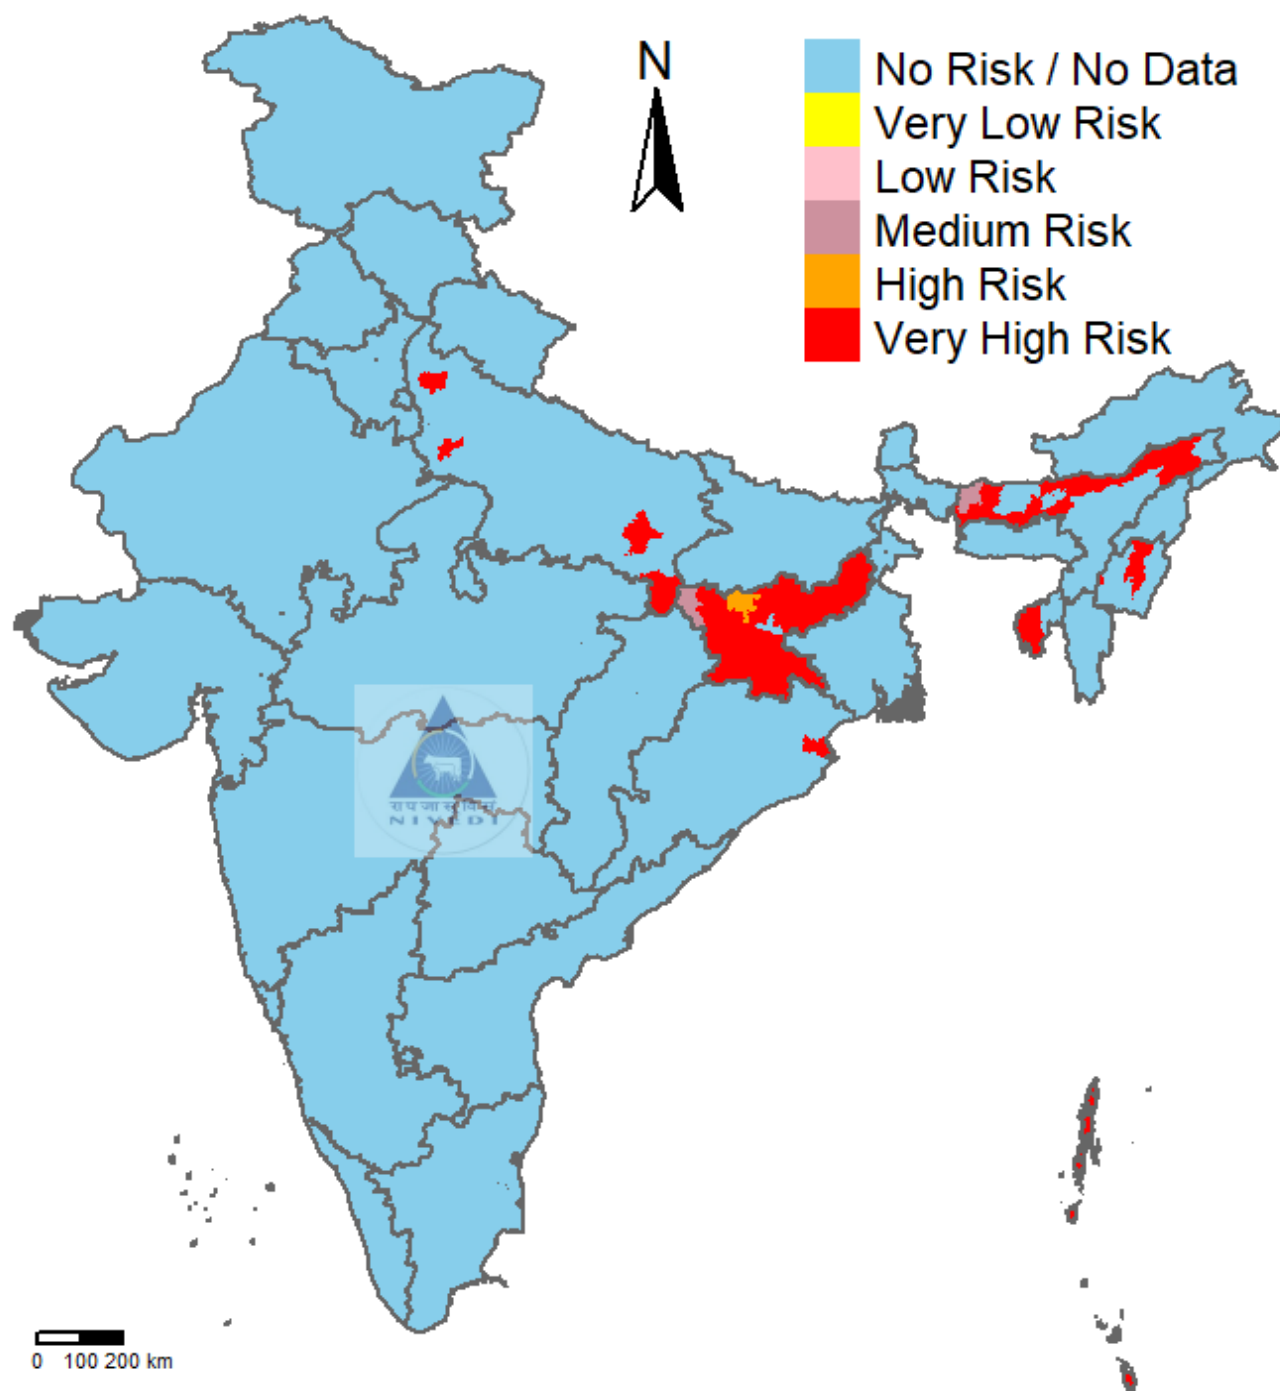 N
No Risk / No Data
Very Low Risk
Low Risk
Medium Risk
High Risk
Very High Risk
NIVEDI
0 100 200 km